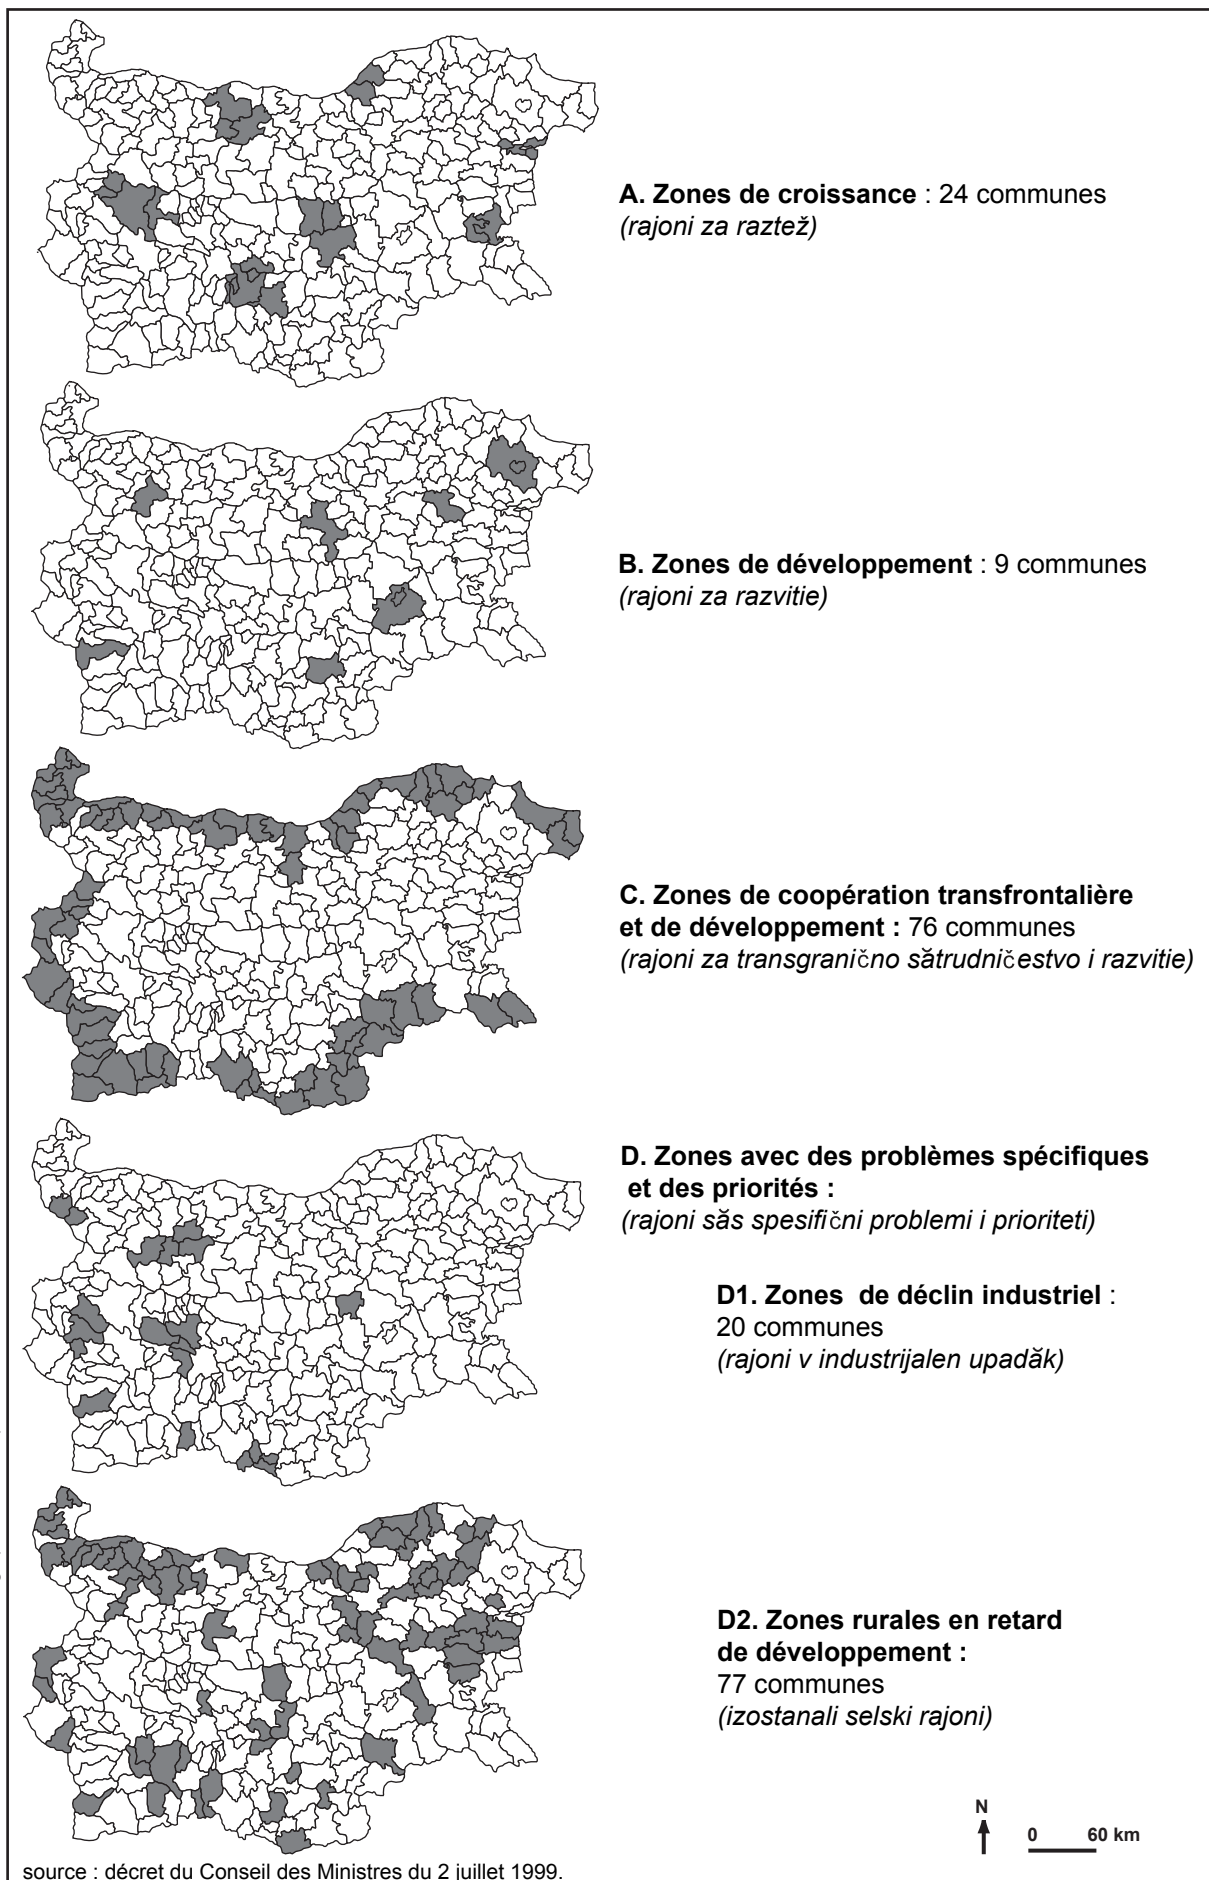 A. Zones de croissance : 24 communes
(rajoni za raztež)
B. Zones de développement : 9 communes
(rajoni za razvitie)
C. Zones de coopération transfrontalière
et de développement : 76 communes
(rajoni za transgranično sătrudničestvo i razvitie)
D. Zones avec des problèmes spécifiques
et des priorités :
(rajoni săs spesifični problemi i prioriteti)
D1. Zones de déclin industriel :
20 communes
(rajoni v industrijalen upadăk)
D2. Zones rurales en retard
de développement :
77 communes
(izostanali selski rajoni)
N
0 60 km
source : décret du Conseil des Ministres du 2 juillet 1999.